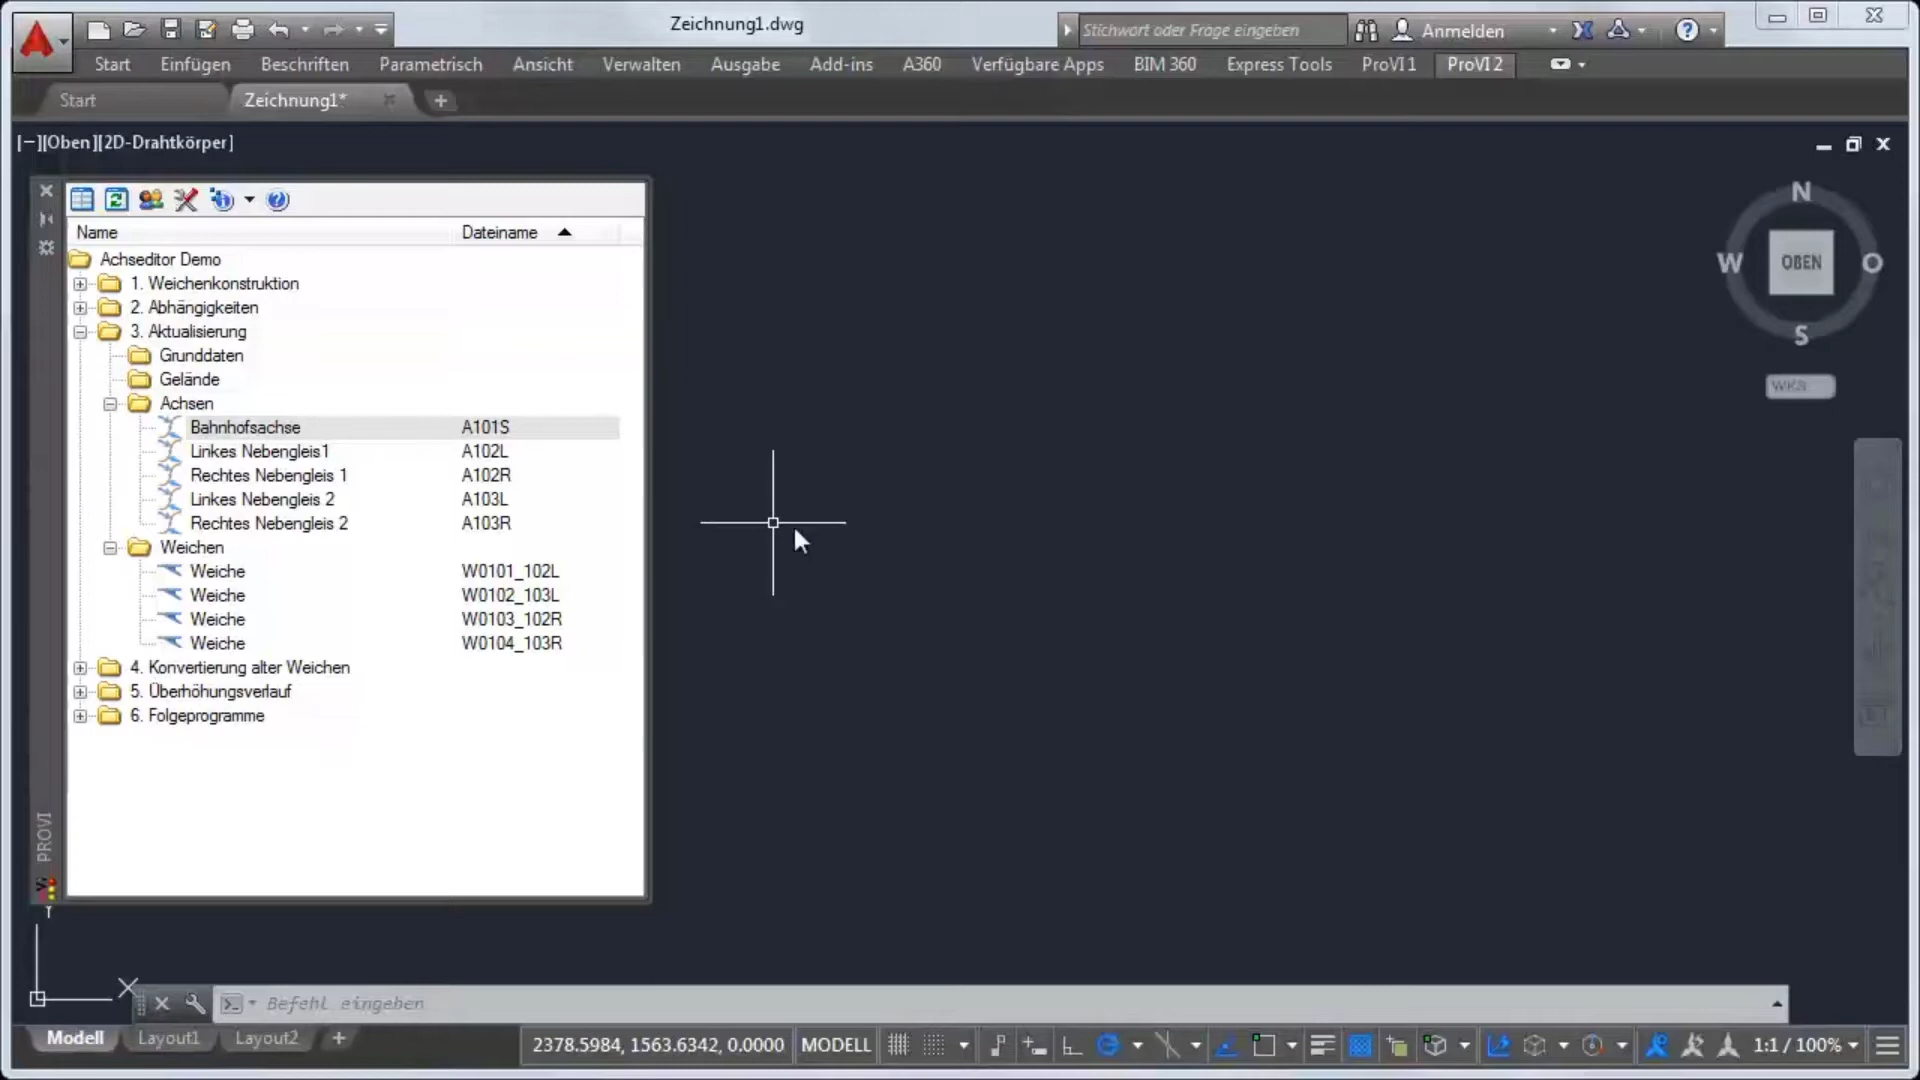 Zeichnung1.dwg
Stichwort oder Frage eingeben
Anmelden
Start Einfügen Beschriften Parametrisch Ansicht Verwalten Ausgabe Add-ins A360 Verfügbare Apps BIM 360 Express Tools ProVI 1 ProVI 2
Start Zeichnung1*
[−][Oben][2D-Drahtkörper]
N
W OBEN O
S
WKS
Name Dateiname
Achseditor Demo
1. Weichenkonstruktion
2. Abhängigkeiten
3. Aktualisierung
Grunddaten
Gelände
Achsen
Bahnhofsachse A101S
Linkes Nebengleis1 A102L
Rechtes Nebengleis 1 A102R
Linkes Nebengleis 2 A103L
Rechtes Nebengleis 2 A103R
Weichen
Weiche W0101_102L
Weiche W0102_103L
Weiche W0103_102R
Weiche W0104_103R
4. Konvertierung alter Weichen
5. Überhöhungsverlauf
6. Folgeprogramme
PROVI
X
Befehl eingeben
Modell Layout1 Layout2 +
2378.5984, 1563.6342, 0.0000 MODELL 1:1 / 100%